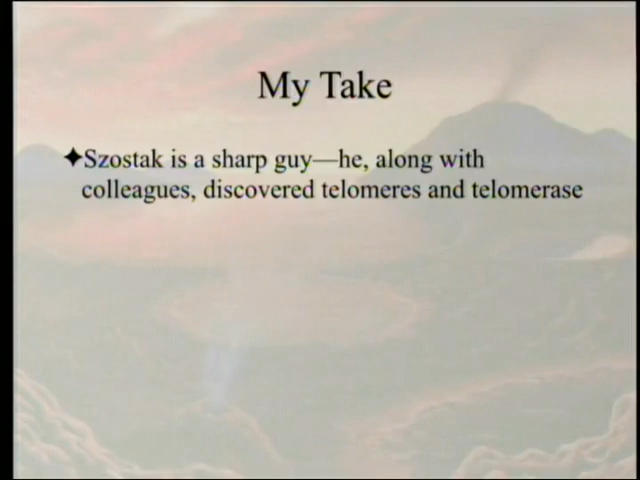 My Take
✦Szostak is a sharp guy—he, along with
colleagues, discovered telomeres and telomerase